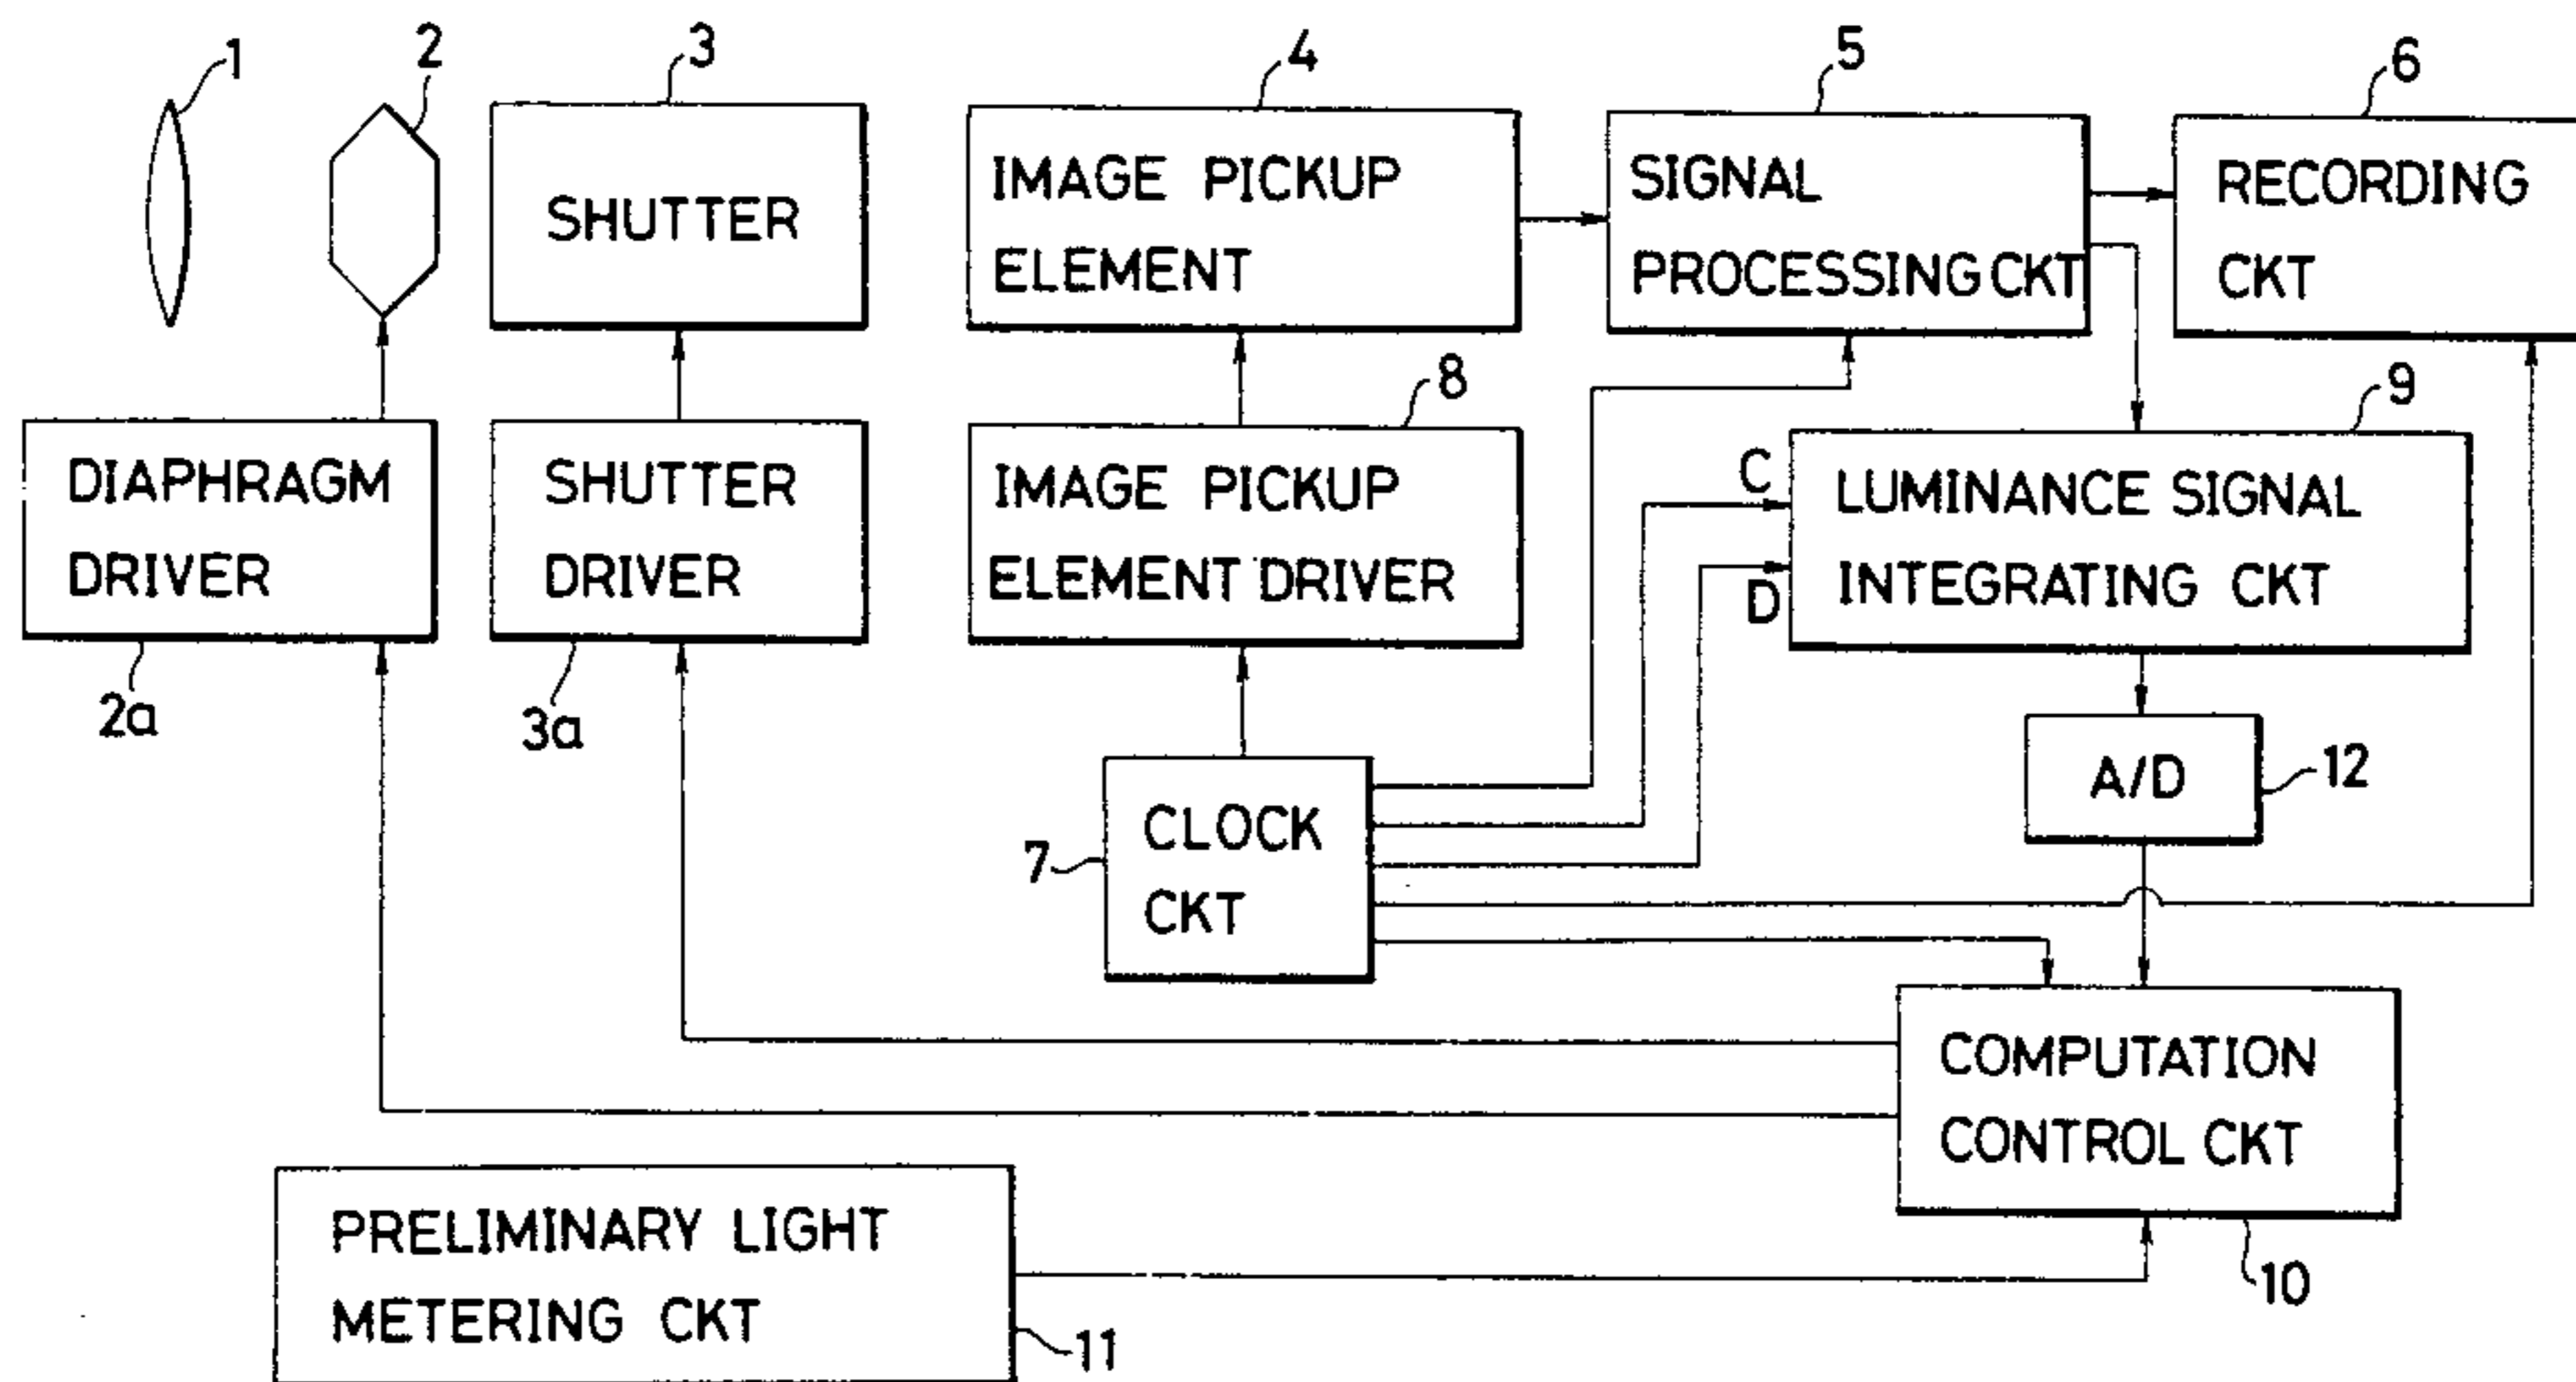 1
2
3
4
5
6
SHUTTER
IMAGE PICKUP
ELEMENT
SIGNAL
PROCESSING CKT
RECORDING
CKT
8
9
DIAPHRAGM
DRIVER
SHUTTER
DRIVER
IMAGE PICKUP
ELEMENT DRIVER
C
D
LUMINANCE SIGNAL
INTEGRATING CKT
2a
3a
7
CLOCK
CKT
A/D
12
COMPUTATION
CONTROL CKT
10
PRELIMINARY LIGHT
METERING CKT
11